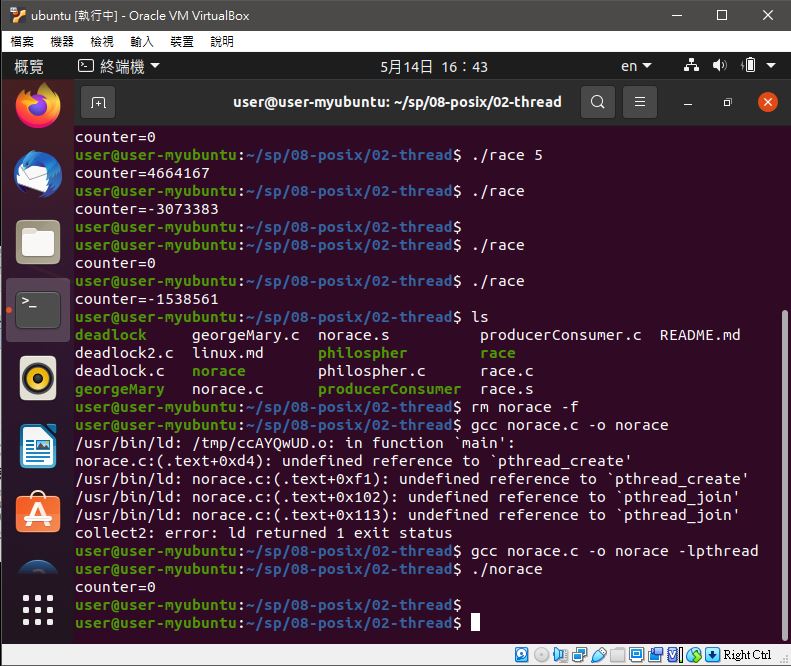 ubuntu [執行中] - Oracle VM VirtualBox
檔案 機器 檢視 輸入 裝置 說明
概覽 終端機 5月14日 16：43 en
user@user-myubuntu: ~/sp/08-posix/02-thread
counter=0
user@user-myubuntu:~/sp/08-posix/02-thread$ ./race 5
counter=4664167
user@user-myubuntu:~/sp/08-posix/02-thread$ ./race
counter=-3073383
user@user-myubuntu:~/sp/08-posix/02-thread$
user@user-myubuntu:~/sp/08-posix/02-thread$ ./race
counter=0
user@user-myubuntu:~/sp/08-posix/02-thread$ ./race
counter=-1538561
user@user-myubuntu:~/sp/08-posix/02-thread$ ls
deadlock georgeMary.c norace.s producerConsumer.c README.md
deadlock2.c linux.md philospher race
deadlock.c norace philospher.c race.c
georgeMary norace.c producerConsumer race.s
user@user-myubuntu:~/sp/08-posix/02-thread$ rm norace -f
user@user-myubuntu:~/sp/08-posix/02-thread$ gcc norace.c -o norace
/usr/bin/ld: /tmp/ccAYQwUD.o: in function `main':
norace.c:(.text+0xd4): undefined reference to `pthread_create'
/usr/bin/ld: norace.c:(.text+0xf1): undefined reference to `pthread_create'
/usr/bin/ld: norace.c:(.text+0x102): undefined reference to `pthread_join'
/usr/bin/ld: norace.c:(.text+0x113): undefined reference to `pthread_join'
collect2: error: ld returned 1 exit status
user@user-myubuntu:~/sp/08-posix/02-thread$ gcc norace.c -o norace -lpthread
user@user-myubuntu:~/sp/08-posix/02-thread$ ./norace
counter=0
user@user-myubuntu:~/sp/08-posix/02-thread$
user@user-myubuntu:~/sp/08-posix/02-thread$
Right Ctrl